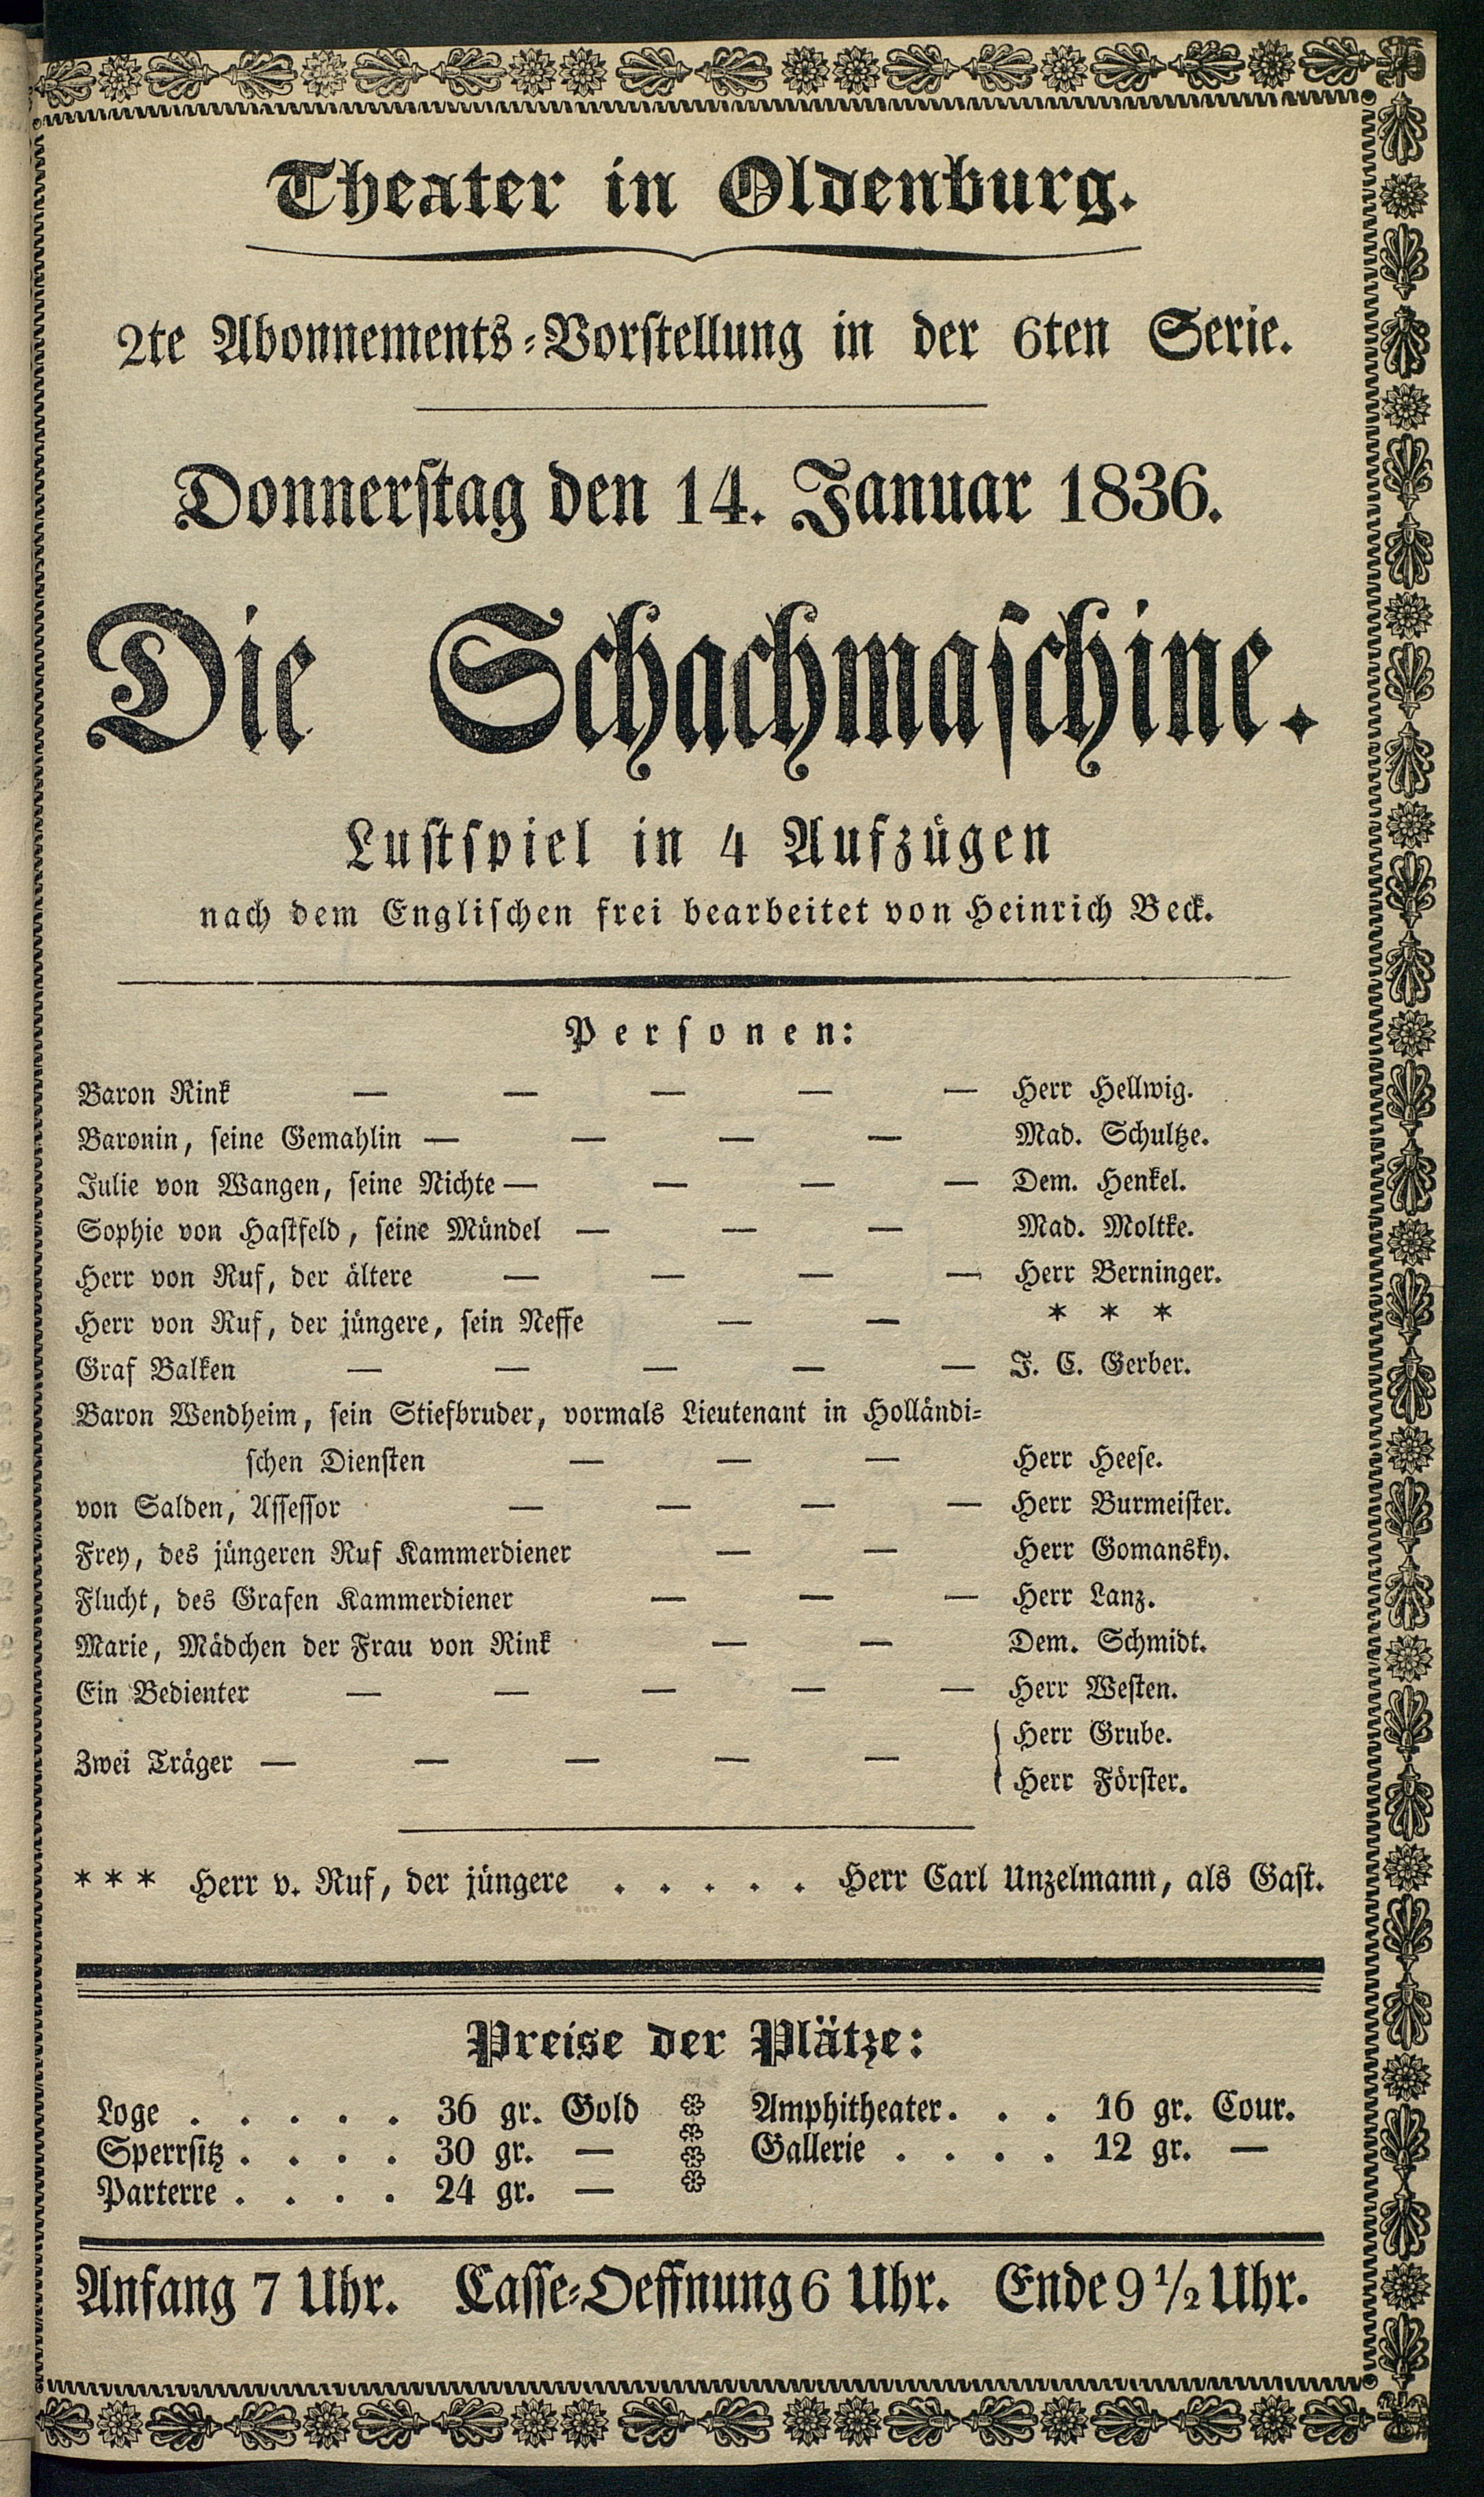 Theater in Oldenburg.
2te Abonnements-Vorstellung in der 6ten Serie.
Donnerstag den 14. Januar 1836.
Die Schachmaschine.
Lustspiel in 4 Aufzügen
nach dem Englischen frei bearbeitet von Heinrich Beck.
Personen:
Baron Rink — — — — — Herr Hellwig.
Baronin, seine Gemahlin — — — — Mad. Schultze.
Julie von Wangen, seine Nichte — — — — Dem. Henkel.
Sophie von Hastfeld, seine Mündel — — — Mad. Moltke.
Herr von Ruf, der ältere — — — — Herr Berninger.
Herr von Ruf, der jüngere, sein Neffe — — * * *
Graf Balken — — — — — J. C. Gerber.
Baron Wendheim, sein Stiefbruder, vormals Lieutenant in Holländi-
schen Diensten — — — Herr Heese.
von Salden, Assessor — — — — Herr Burmeister.
Frey, des jüngeren Ruf Kammerdiener — — Herr Gomansky.
Flucht, des Grafen Kammerdiener — — — Herr Lanz.
Marie, Mädchen der Frau von Rink — — Dem. Schmidt.
Ein Bedienter — — — — — Herr Westen.
Zwei Träger — — — — — { Herr Grube.
Herr Förster.
* * * Herr v. Ruf, der jüngere . . . . . Herr Carl Unzelmann, als Gast.
Preise der Plätze:
Loge . . . . . 36 gr. Gold
Sperrsitz . . . . 30 gr. —
Parterre . . . . 24 gr. —
Amphitheater . . . 16 gr. Cour.
Gallerie . . . . 12 gr. —
Anfang 7 Uhr. Casse-Oeffnung 6 Uhr. Ende 9 1/2 Uhr.